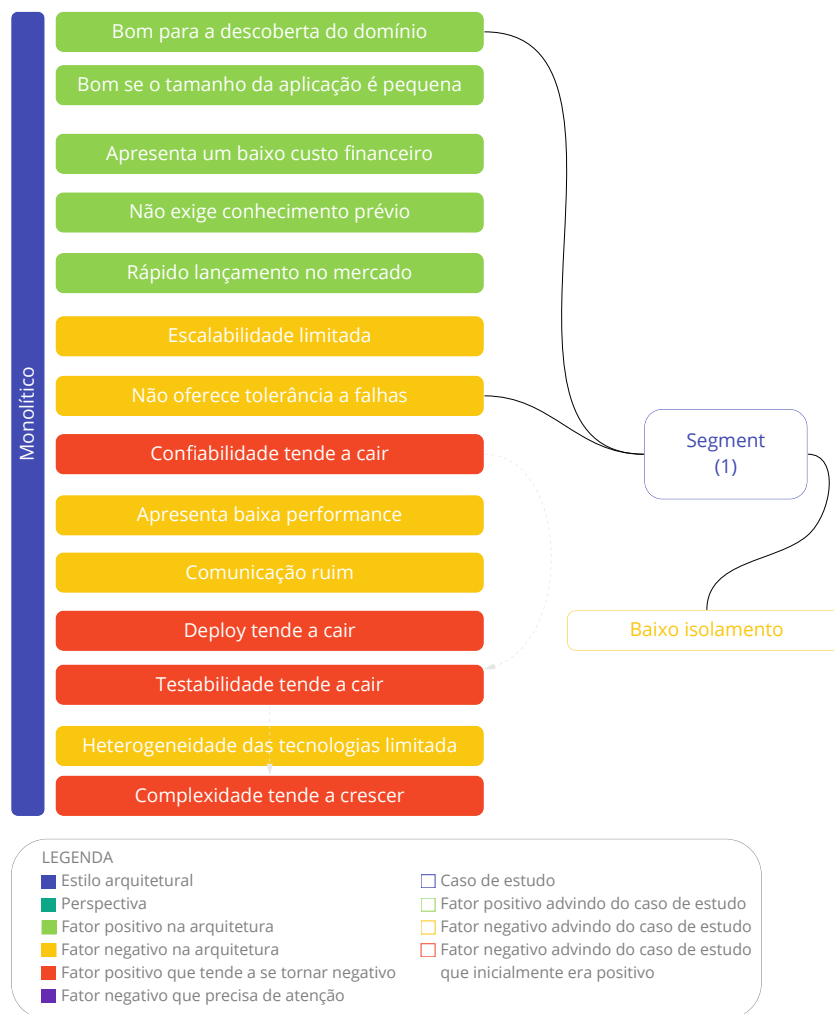 Monolítico
Bom para a descoberta do domínio
Bom se o tamanho da aplicação é pequena
Apresenta um baixo custo financeiro
Não exige conhecimento prévio
Rápido lançamento no mercado
Escalabilidade limitada
Não oferece tolerância a falhas
Confiabilidade tende a cair
Apresenta baixa performance
Comunicação ruim
Deploy tende a cair
Testabilidade tende a cair
Heterogeneidade das tecnologias limitada
Complexidade tende a crescer
Segment
(1)
Baixo isolamento
LEGENDA
Estilo arquitetural
Perspectiva
Fator positivo na arquitetura
Fator negativo na arquitetura
Fator positivo que tende a se tornar negativo
Fator negativo que precisa de atenção
Caso de estudo
Fator positivo advindo do caso de estudo
Fator negativo advindo do caso de estudo
Fator negativo advindo do caso de estudo
que inicialmente era positivo